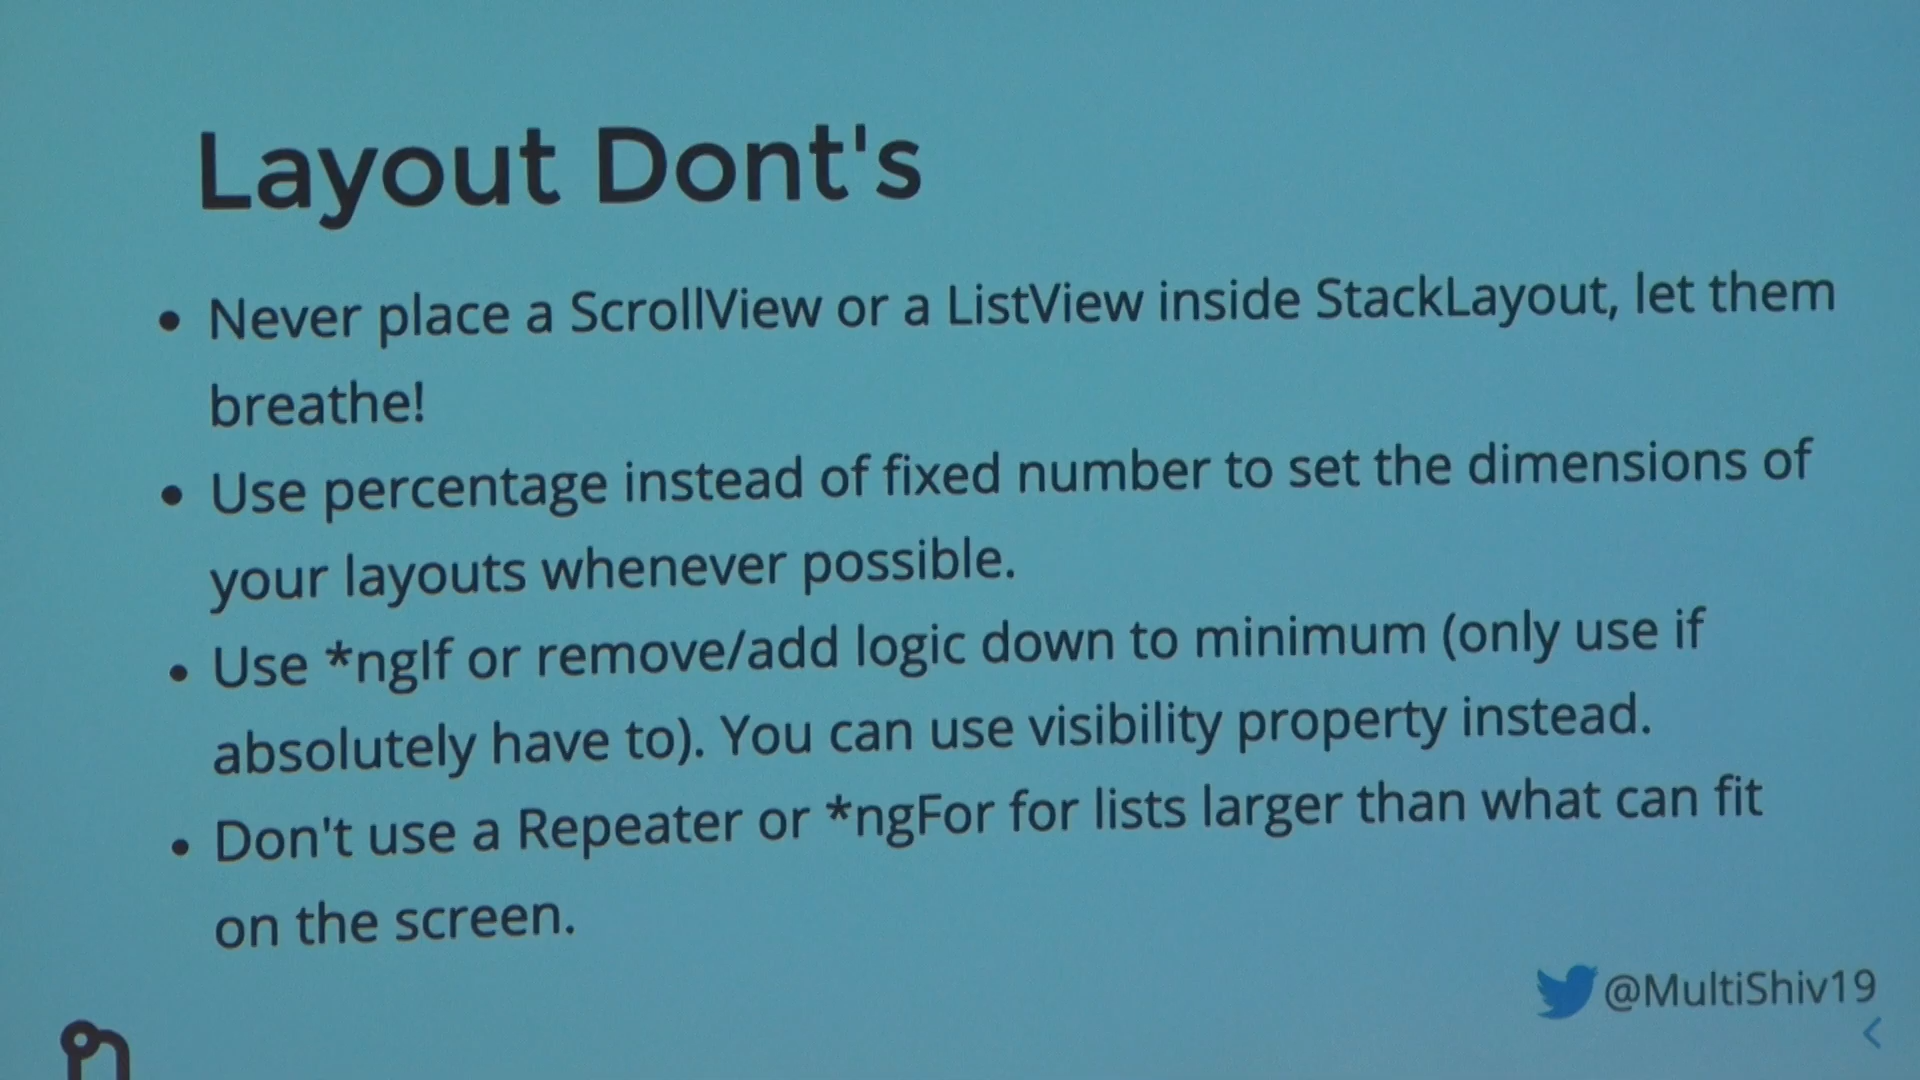 Layout Dont's
• Never place a ScrollView or a ListView inside StackLayout, let them
breathe!
• Use percentage instead of fixed number to set the dimensions of
your layouts whenever possible.
• Use *ngIf or remove/add logic down to minimum (only use if
absolutely have to). You can use visibility property instead.
• Don't use a Repeater or *ngFor for lists larger than what can fit
on the screen.
@MultiShiv19